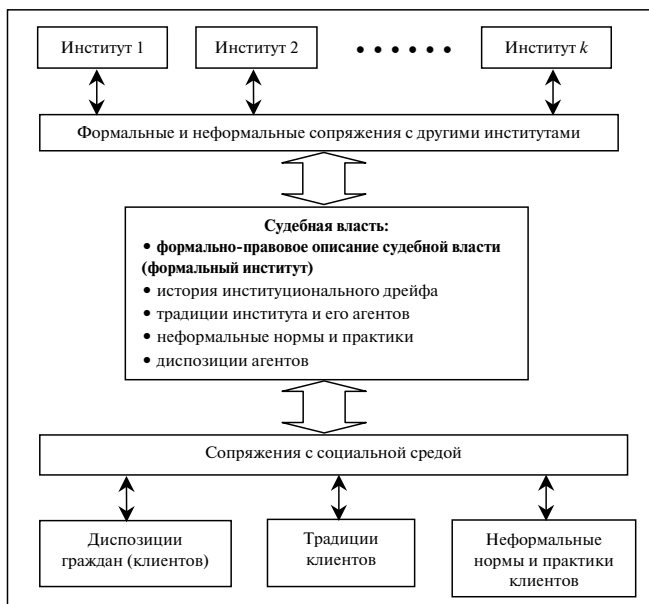 Институт 1 Институт 2 • • • • • • Институт k
Формальные и неформальные сопряжения с другими институтами
Судебная власть:
• формально-правовое описание судебной власти
(формальный институт)
• история институционального дрейфа
• традиции института и его агентов
• неформальные нормы и практики
• диспозиции агентов
Сопряжения с социальной средой
Диспозиции
граждан (клиентов)
Традиции
клиентов
Неформальные
нормы и практики
клиентов